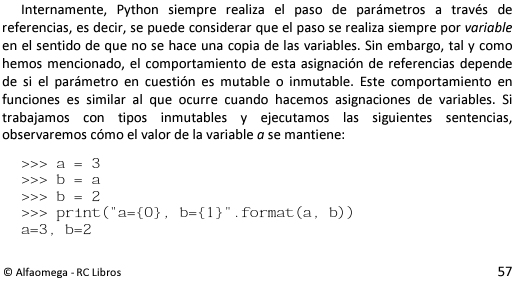 Internamente, Python siempre realiza el paso de parámetros a través de
referencias, es decir, se puede considerar que el paso se realiza siempre por variable
en el sentido de que no se hace una copia de las variables. Sin embargo, tal y como
hemos mencionado, el comportamiento de esta asignación de referencias depende
de si el parámetro en cuestión es mutable o inmutable. Este comportamiento en
funciones es similar al que ocurre cuando hacemos asignaciones de variables. Si
trabajamos con tipos inmutables y ejecutamos las siguientes sentencias,
observaremos cómo el valor de la variable a se mantiene:
>>> a = 3
>>> b = a
>>> b = 2
>>> print("a={0}, b={1}".format(a, b))
a=3, b=2
© Alfaomega - RC Libros 57